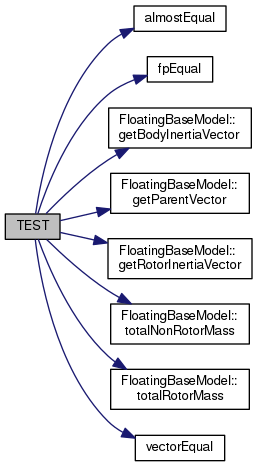 almostEqual
fpEqual
FloatingBaseModel::
getBodyInertiaVector
FloatingBaseModel::
getParentVector
TEST
FloatingBaseModel::
getRotorInertiaVector
FloatingBaseModel::
totalNonRotorMass
FloatingBaseModel::
totalRotorMass
vectorEqual